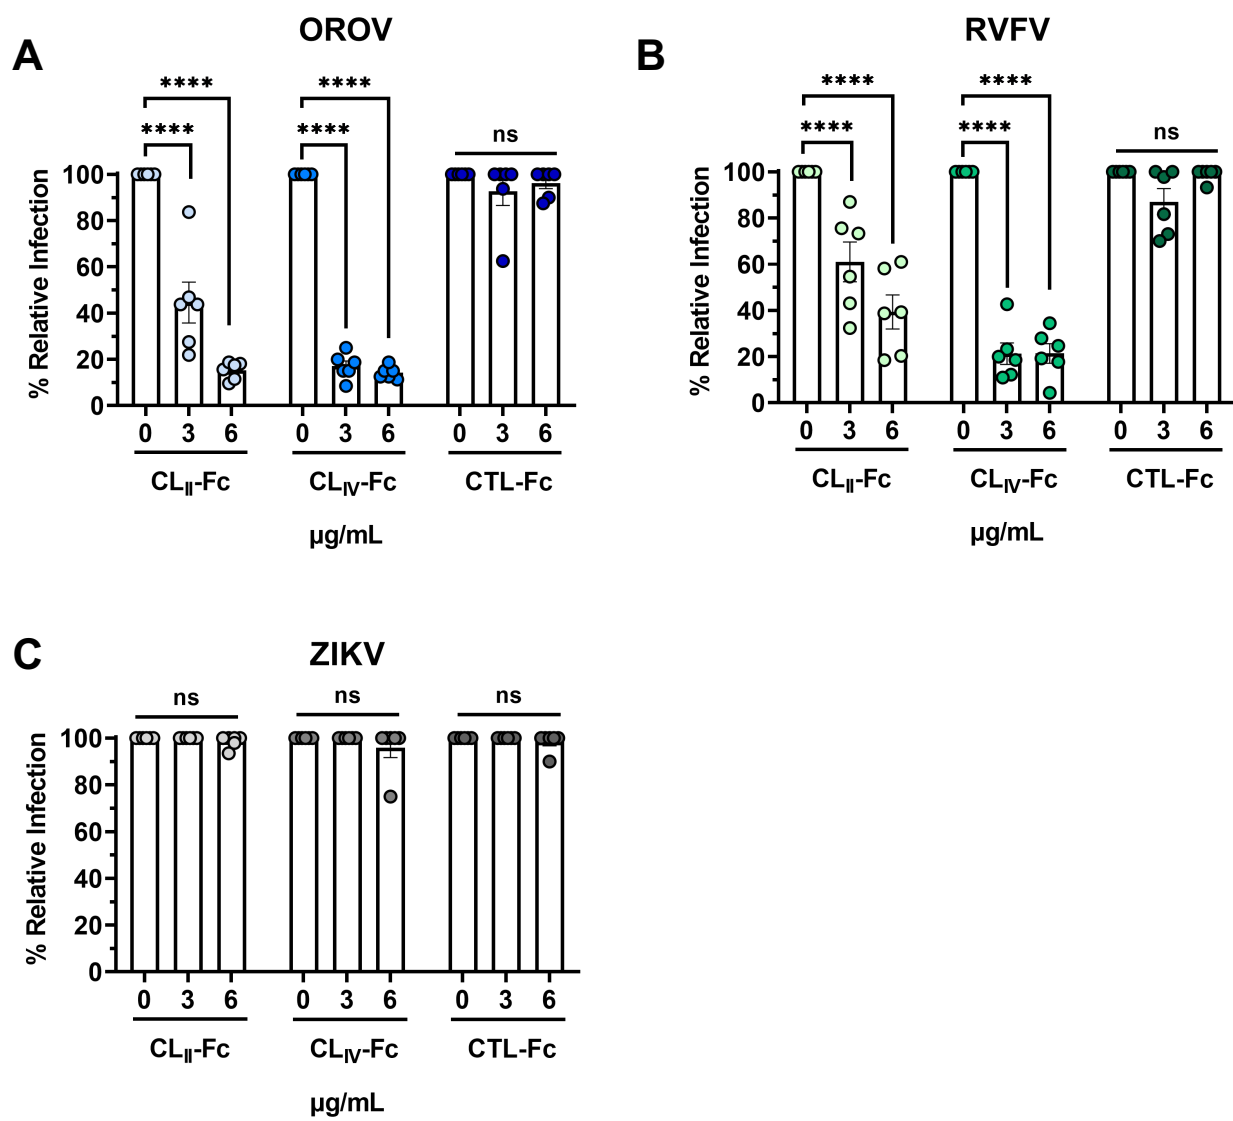 A
OROV
**** ****
**** **** ns
% Relative Infection
100
80
60
40
20
0
0 3 6 0 3 6 0 3 6
CLII-Fc CLIV-Fc CTL-Fc
µg/mL
B
RVFV
**** ****
**** **** ns
% Relative Infection
100
80
60
40
20
0
0 3 6 0 3 6 0 3 6
CLII-Fc CLIV-Fc CTL-Fc
µg/mL
C
ZIKV
ns ns ns
% Relative Infection
100
80
60
40
20
0
0 3 6 0 3 6 0 3 6
CLII-Fc CLIV-Fc CTL-Fc
µg/mL